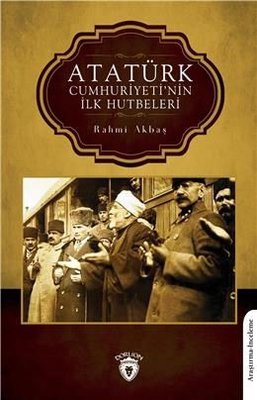 ATATÜRK
CUMHURİYETİ'NİN
İLK HUTBELERİ
Rahmi Akbaş
DORLION
Araştırma-İnceleme